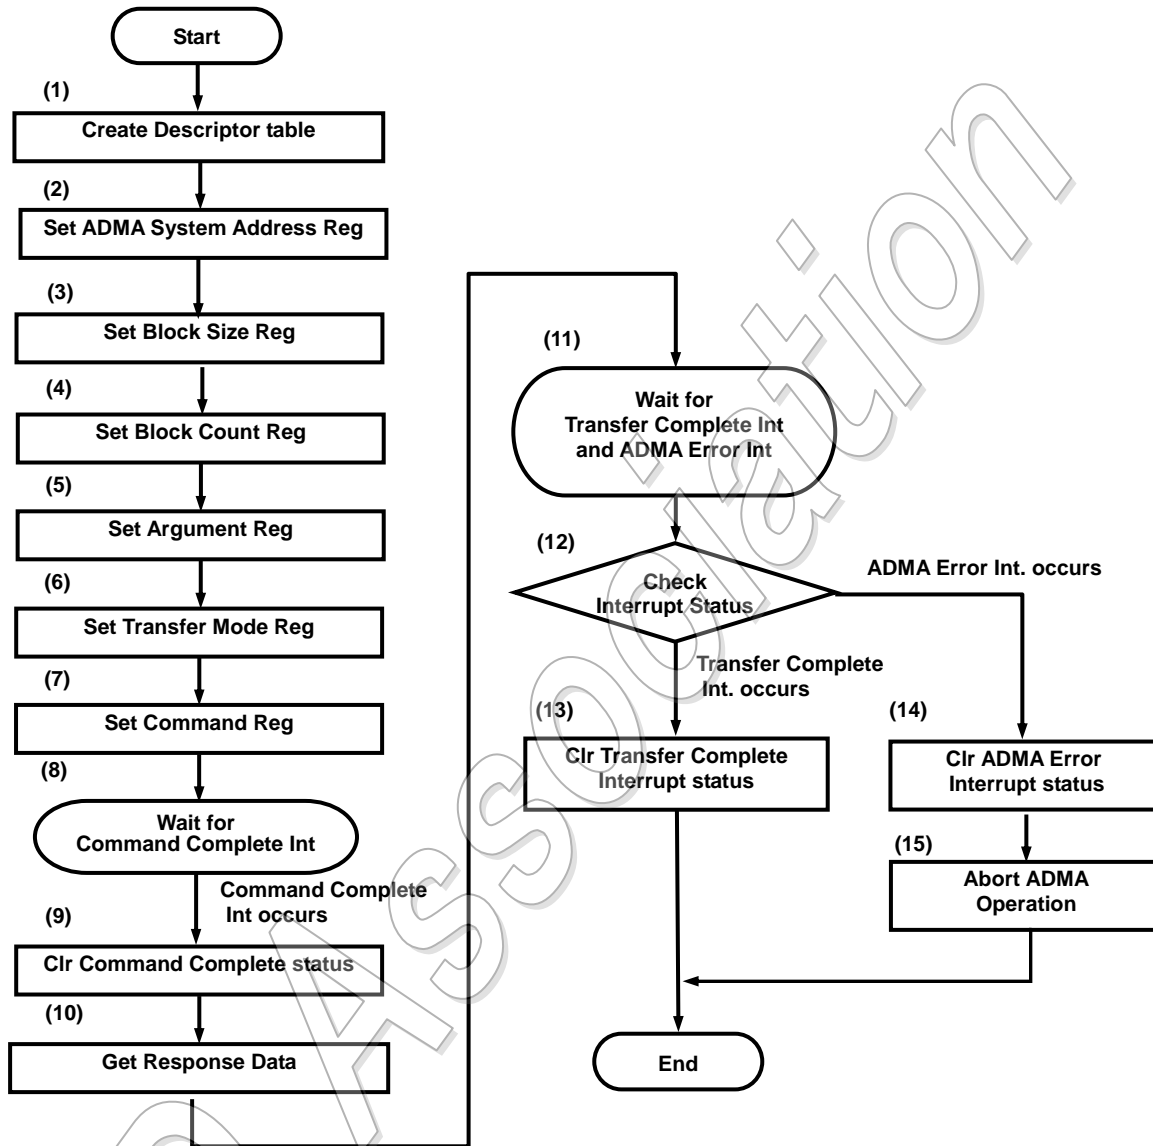 Start
(1)
Create Descriptor table
(2)
Set ADMA System Address Reg
(3)
Set Block Size Reg
(4)
Set Block Count Reg
(5)
Set Argument Reg
(6)
Set Transfer Mode Reg
(7)
Set Command Reg
(8)
Wait for
Command Complete Int
Command Complete
Int occurs
(9)
Clr Command Complete status
(10)
Get Response Data
(11)
Wait for
Transfer Complete Int
and ADMA Error Int
(12)
Check
Interrupt Status
ADMA Error Int. occurs
Transfer Complete
Int. occurs
(13)
Clr Transfer Complete
Interrupt status
(14)
Clr ADMA Error
Interrupt status
(15)
Abort ADMA
Operation
End
Association